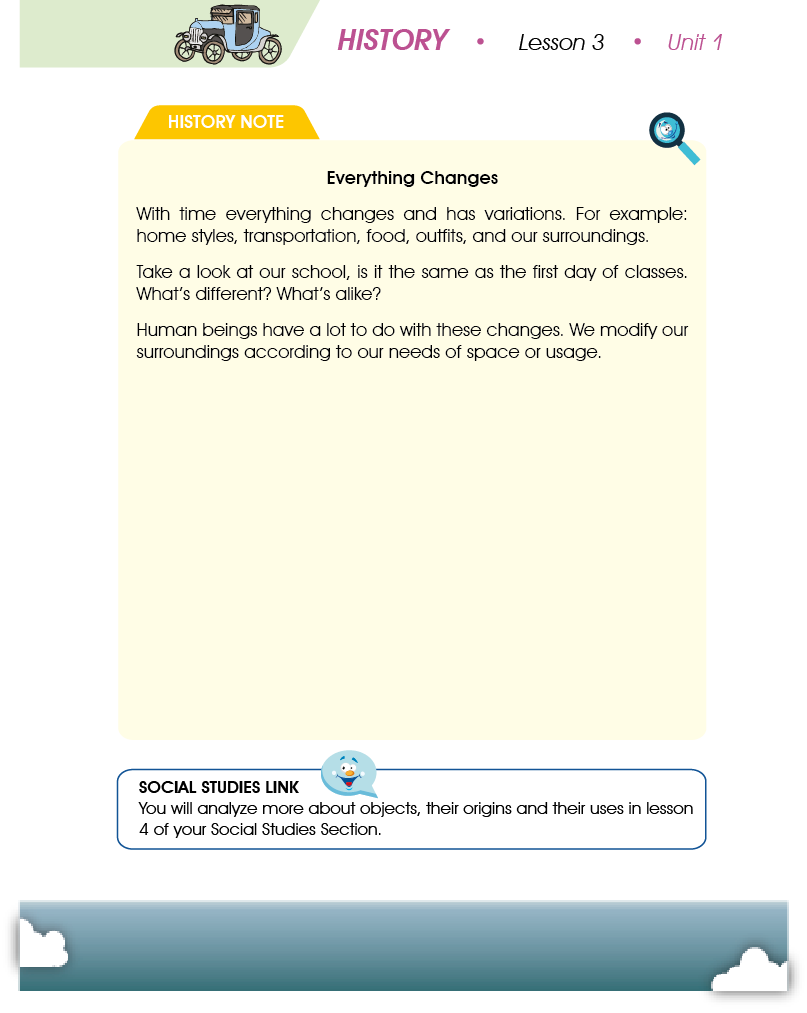 HISTORY • Lesson 3 • Unit 1
HISTORY NOTE
Everything Changes
With time everything changes and has variations. For example:
home styles, transportation, food, outfits, and our surroundings.
Take a look at our school, is it the same as the first day of classes.
What's different? What's alike?
Human beings have a lot to do with these changes. We modify our
surroundings according to our needs of space or usage.
SOCIAL STUDIES LINK
You will analyze more about objects, their origins and their uses in lesson
4 of your Social Studies Section.